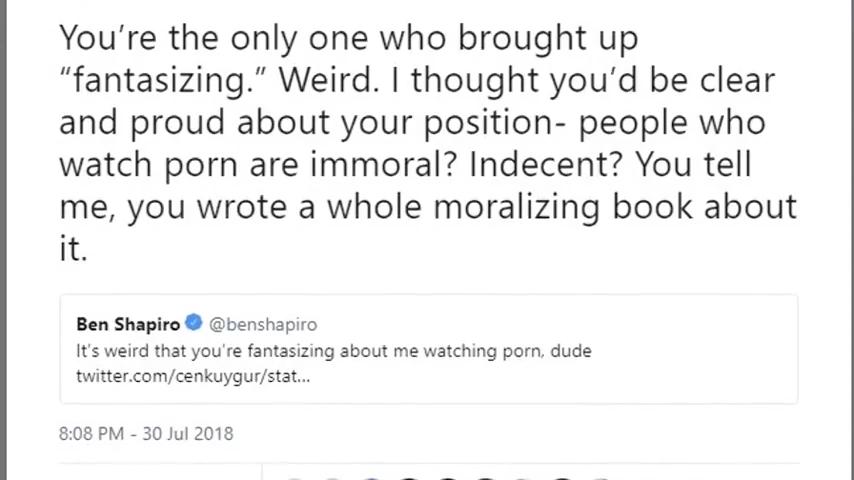 You’re the only one who brought up
“fantasizing.” Weird. I thought you’d be clear
and proud about your position- people who
watch porn are immoral? Indecent? You tell
me, you wrote a whole moralizing book about
it.
Ben Shapiro @benshapiro
It’s weird that you’re fantasizing about me watching porn, dude
twitter.com/cenkuygur/stat...
8:08 PM - 30 Jul 2018